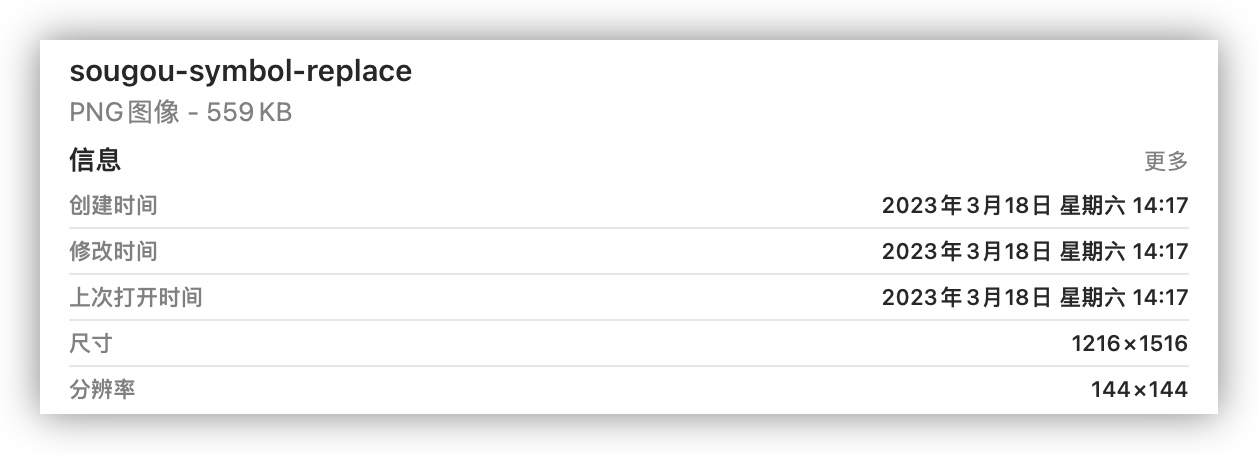 sougou-symbol-replace
PNG图像 - 559 KB
信息 更多
创建时间 2023年3月18日 星期六 14:17
修改时间 2023年3月18日 星期六 14:17
上次打开时间 2023年3月18日 星期六 14:17
尺寸 1216×1516
分辨率 144×144